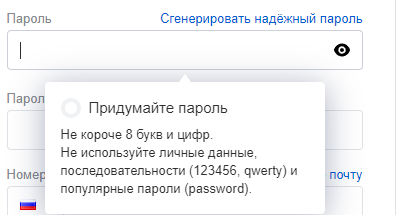 Пароль Сгенерировать надёжный пароль
Придумайте пароль
Парол
Не короче 8 букв и цифр.
Не используйте личные данные,
последовательности (123456, qwerty) и
популярные пароли (password).
Номер почту